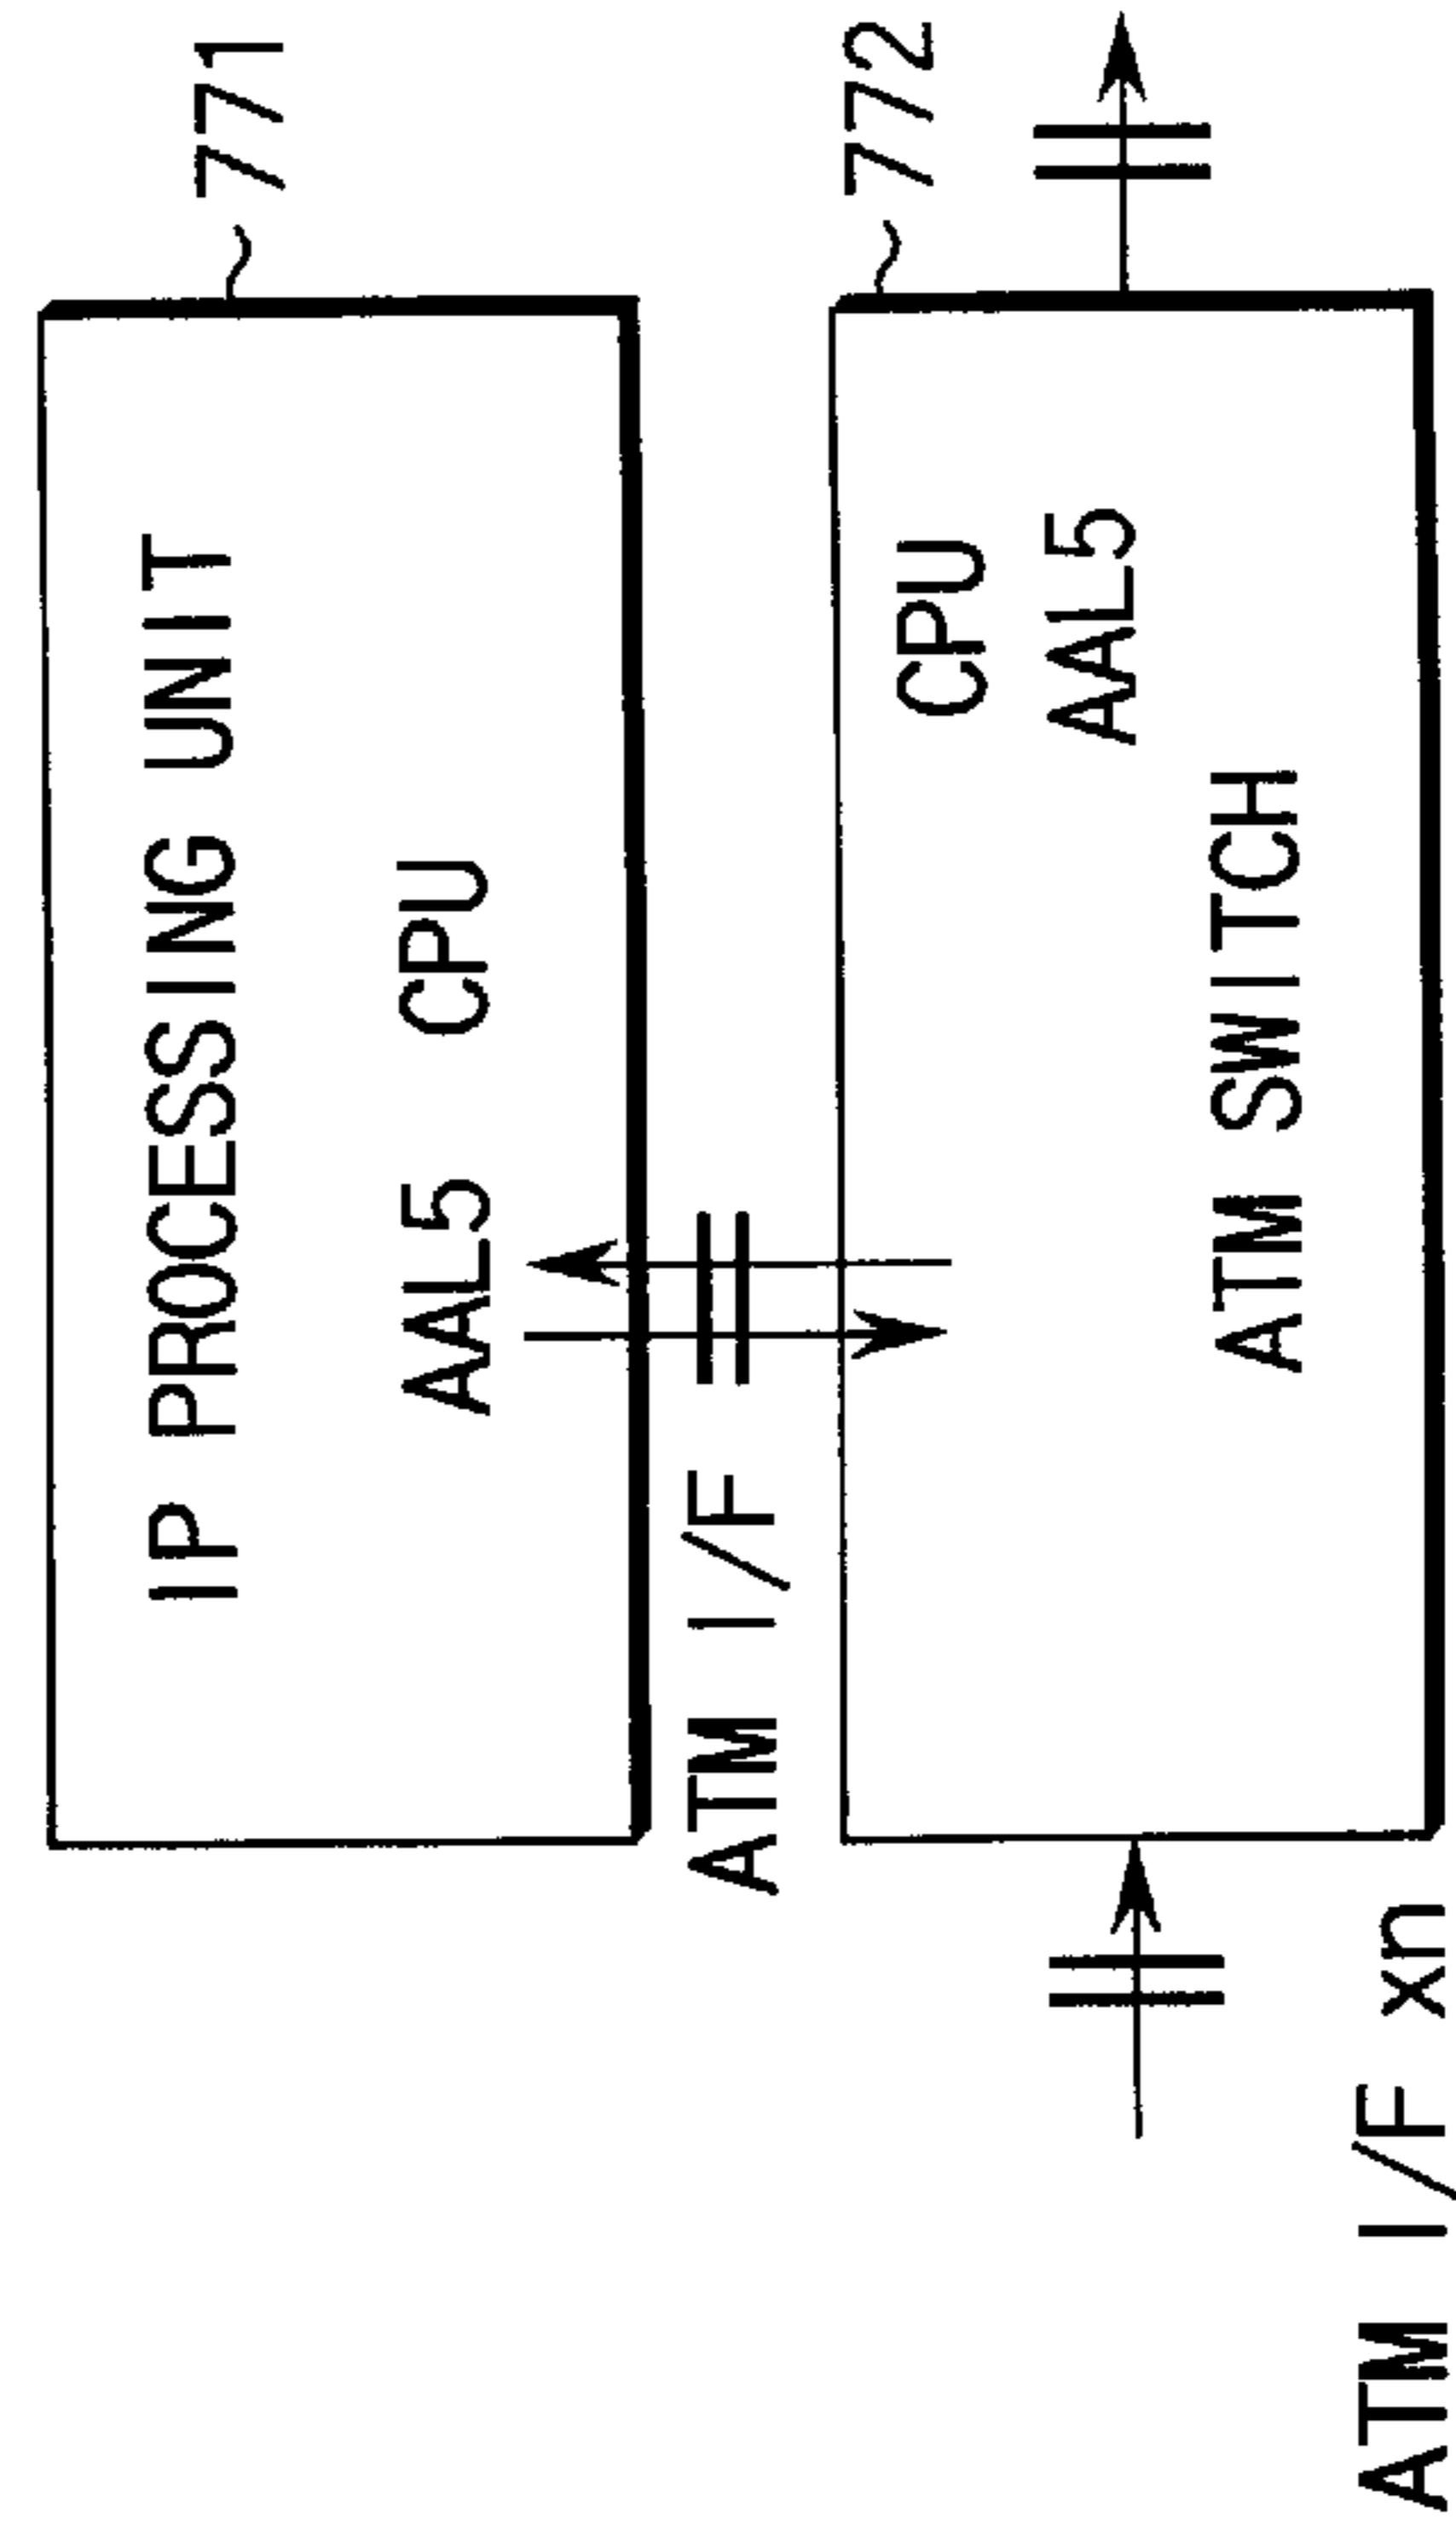 IP PROCESSING UNIT
771
AAL5 CPU
ATM I/F
772
CPU
AAL5
ATM SWITCH
ATM I/F xn